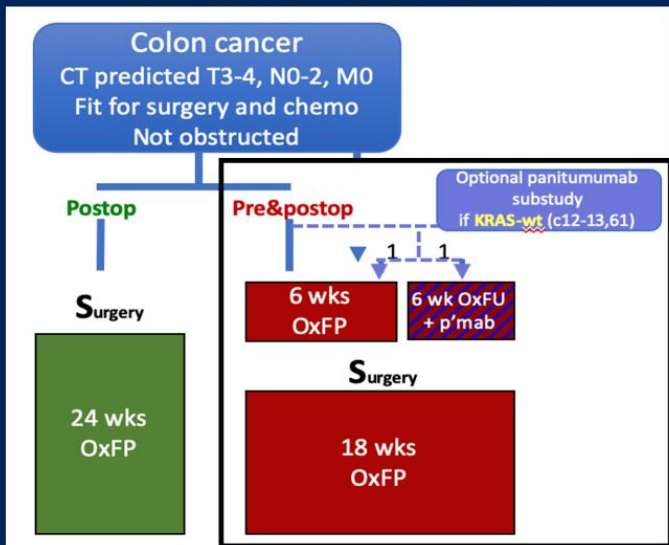 Colon cancer
CT predicted T3-4, N0-2, M0
Fit for surgery and chemo
Not obstructed
Postop
Pre&postop
Optional panitumumab
substudy
if KRAS-wt (c12-13,61)
1
1
Surgery
6 wks
OxFP
6 wk OxFU
+ p'mab
Surgery
24 wks
OxFP
18 wks
OxFP